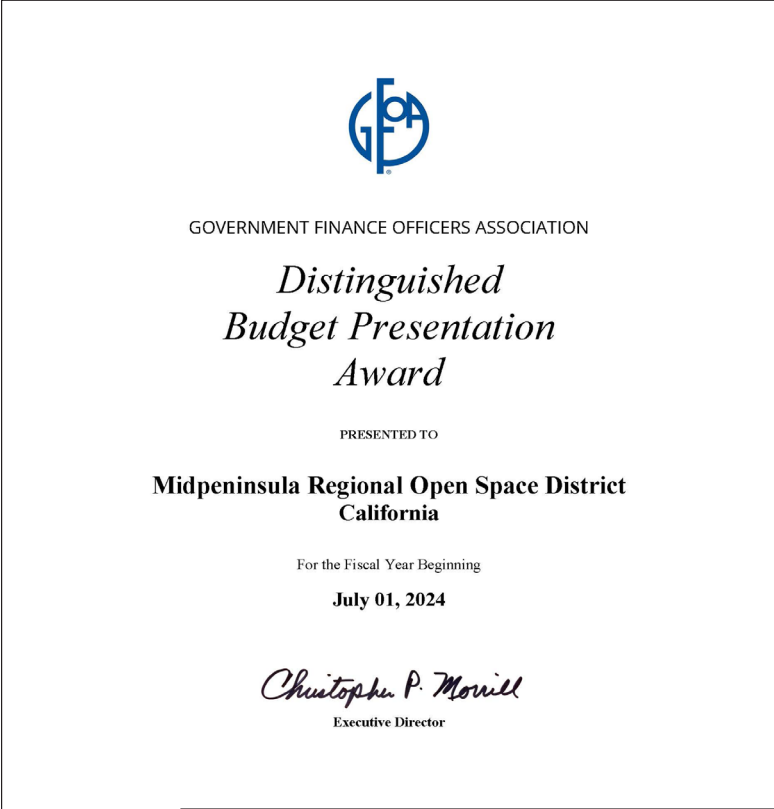 GFOA
®
GOVERNMENT FINANCE OFFICERS ASSOCIATION
Distinguished
Budget Presentation
Award
PRESENTED TO
Midpeninsula Regional Open Space District
California
For the Fiscal Year Beginning
July 01, 2024
Christopher P. Morrill
Executive Director